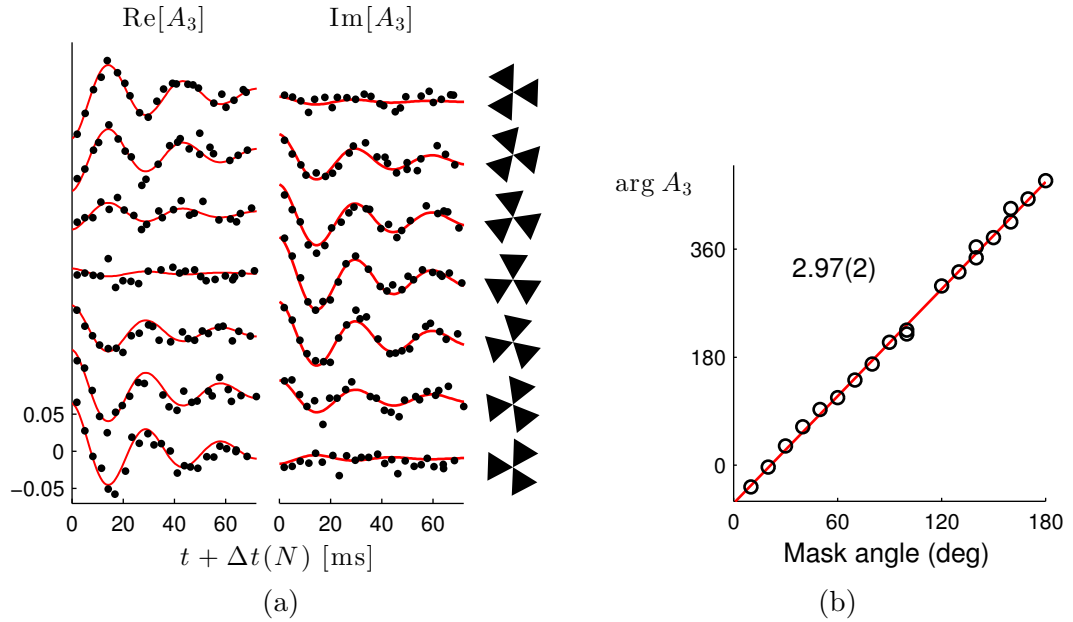 Re[A₃] Im[A₃]
0.05
0
−0.05
0 20 40 60 0 20 40 60
t + Δt(N) [ms]
(a)
arg A₃
360
180
0
2.97(2)
0 60 120 180
Mask angle (deg)
(b)